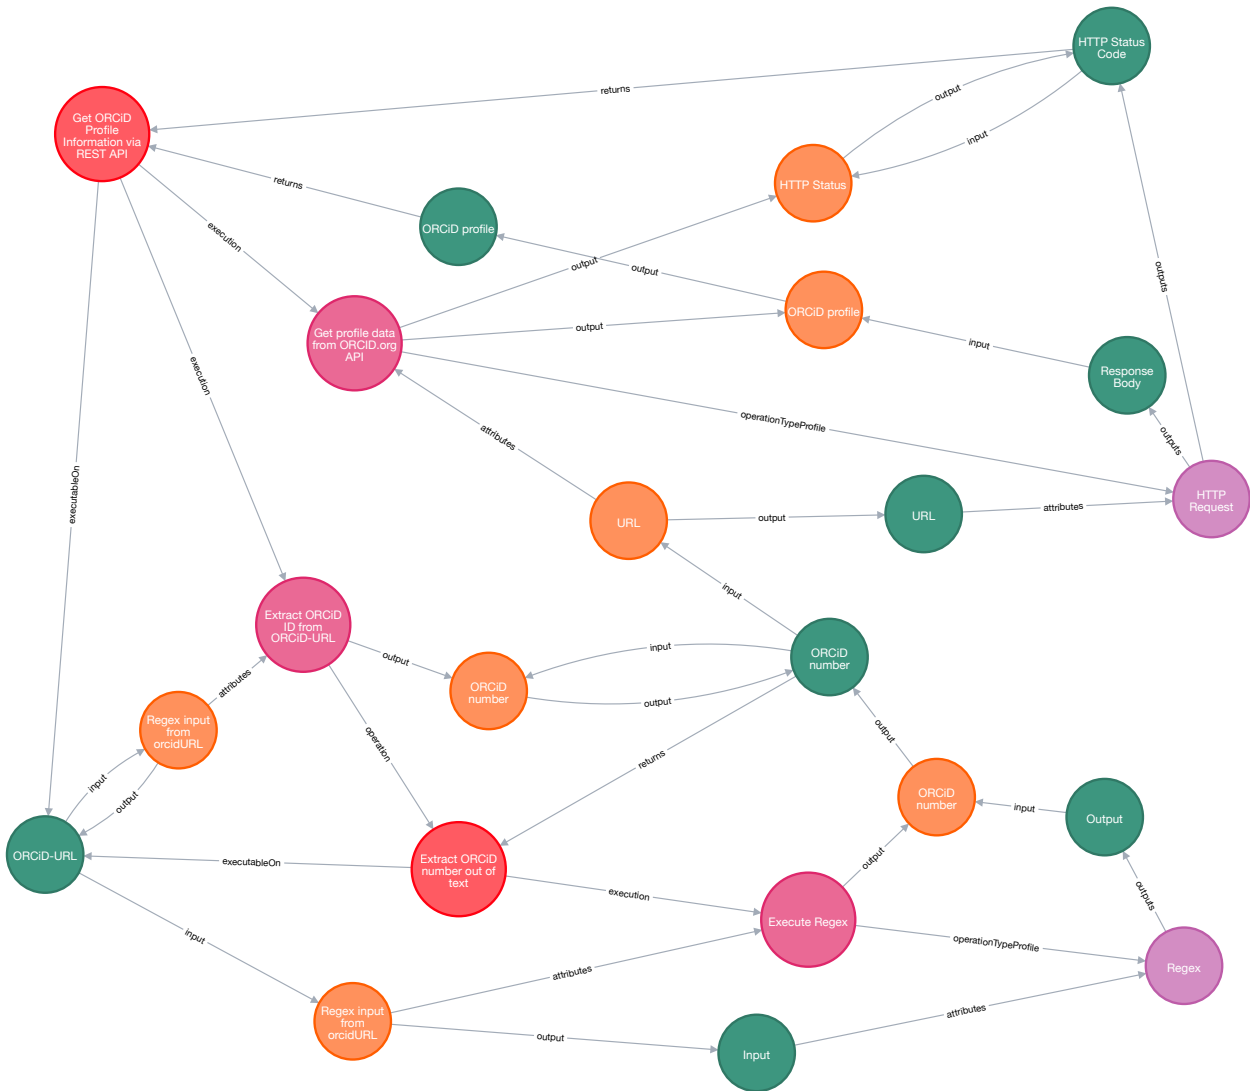 HTTP Status
Code
returns
output
input
Get ORCiD
Profile
Information via
REST API
returns
HTTP Status
ORCiD profile
execution
output
output
outputs
ORCiD profile
output
Get profile data
from ORCID.org
API
input
Response
Body
execution
operationTypeProfile
attributes
outputs
executableOn
URL
output
URL
attributes
HTTP
Request
input
Extract ORCiD
ID from
ORCiD-URL
output
input
ORCiD
number
ORCiD
number
output
attributes
Regex input
from
orcidURL
operation
returns
output
input
output
ORCiD
number
input
Output
ORCiD-URL
executableOn
Extract ORCiD
number out of
text
output
execution
outputs
Execute Regex
operationTypeProfile
input
attributes
Regex
Regex input
from
orcidURL
output
attributes
Input